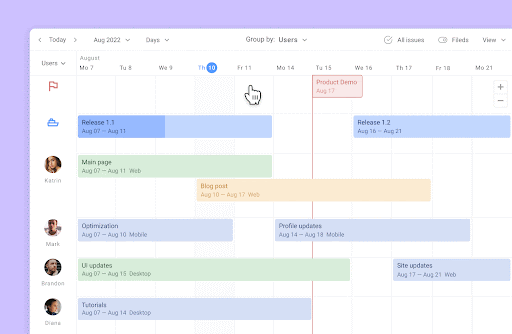 Today
Aug 2022
Days
Group by: Users
All issues
Fileds
View
Users
August
Mo 7
Tu 8
We 9
Th 10
Fr 11
Mo 14
Tu 15
We 16
Th 17
Fr 18
Mo 21
Product Demo
Aug 17
Release 1.1
Aug 07 — Aug 11
Release 1.2
Aug 16 — Aug 21
Katrin
Main page
Aug 07 — Aug 11 Web
Blog post
Aug 10 — Aug 17 Web
Mark
Optimization
Aug 07 — Aug 10 Mobile
Profile updates
Aug 14 — Aug 18 Mobile
Brandon
UI updates
Aug 07 — Aug 15 Desktop
Site updates
Aug 17 — Aug 21 Web
Diana
Tutorials
Aug 07 — Aug 14 Desktop